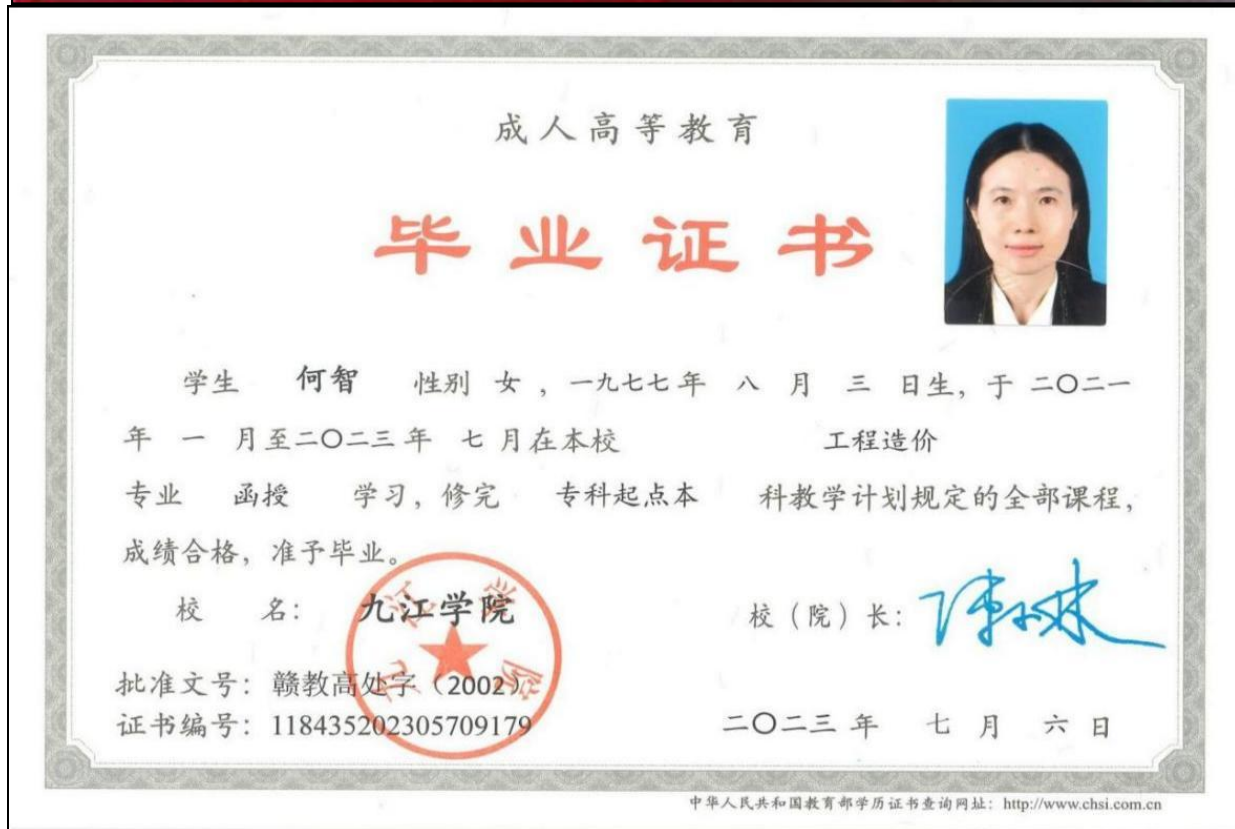 成人高等教育
毕业证书
学生 何智 性别 女，一九七七年 八 月 三 日生，于 二〇二一
年 一 月至二〇二三年 七 月在本校 工程造价
专业 函授 学习，修完 专科起点本 科教学计划规定的全部课程，
成绩合格，准予毕业。
校 名： 九江学院
九江学院
校（院）长：
批准文号：赣教高处字（2002）
证书编号：118435202305709179
二〇二三年 七 月 六 日
中华人民共和国教育部学历证书查询网址：http://www.chsi.com.cn